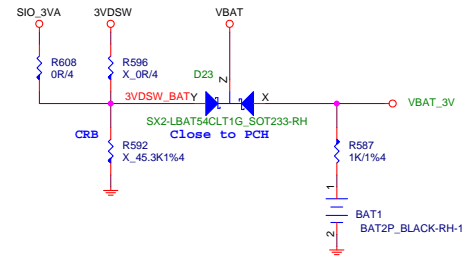 SIO_3VA 3VDSW VBAT
R608
0R/4
R596
X_0R/4
D23
Z
3VDSW_BAT Y X VBAT_3V
SX2-LBAT54CLT1G_SOT233-RH
CRB Close to PCH
R592
X_45.3K1%4
R587
1K/1%4
1
BAT1
2 BAT2P_BLACK-RH-1